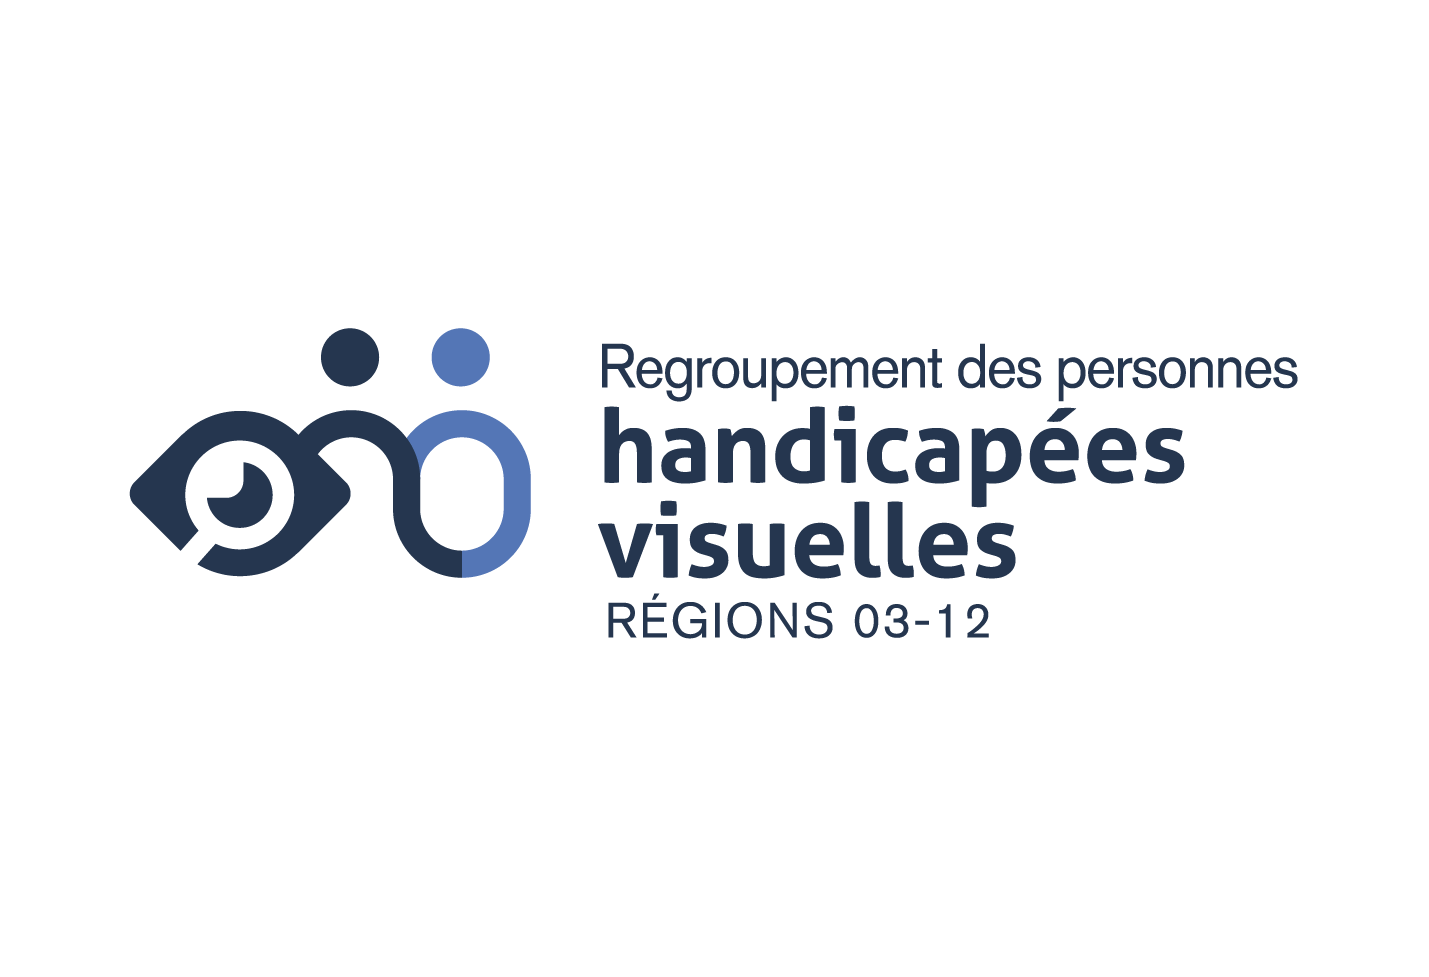 Regroupement des personnes
handicapées
visuelles
RÉGIONS 03-12